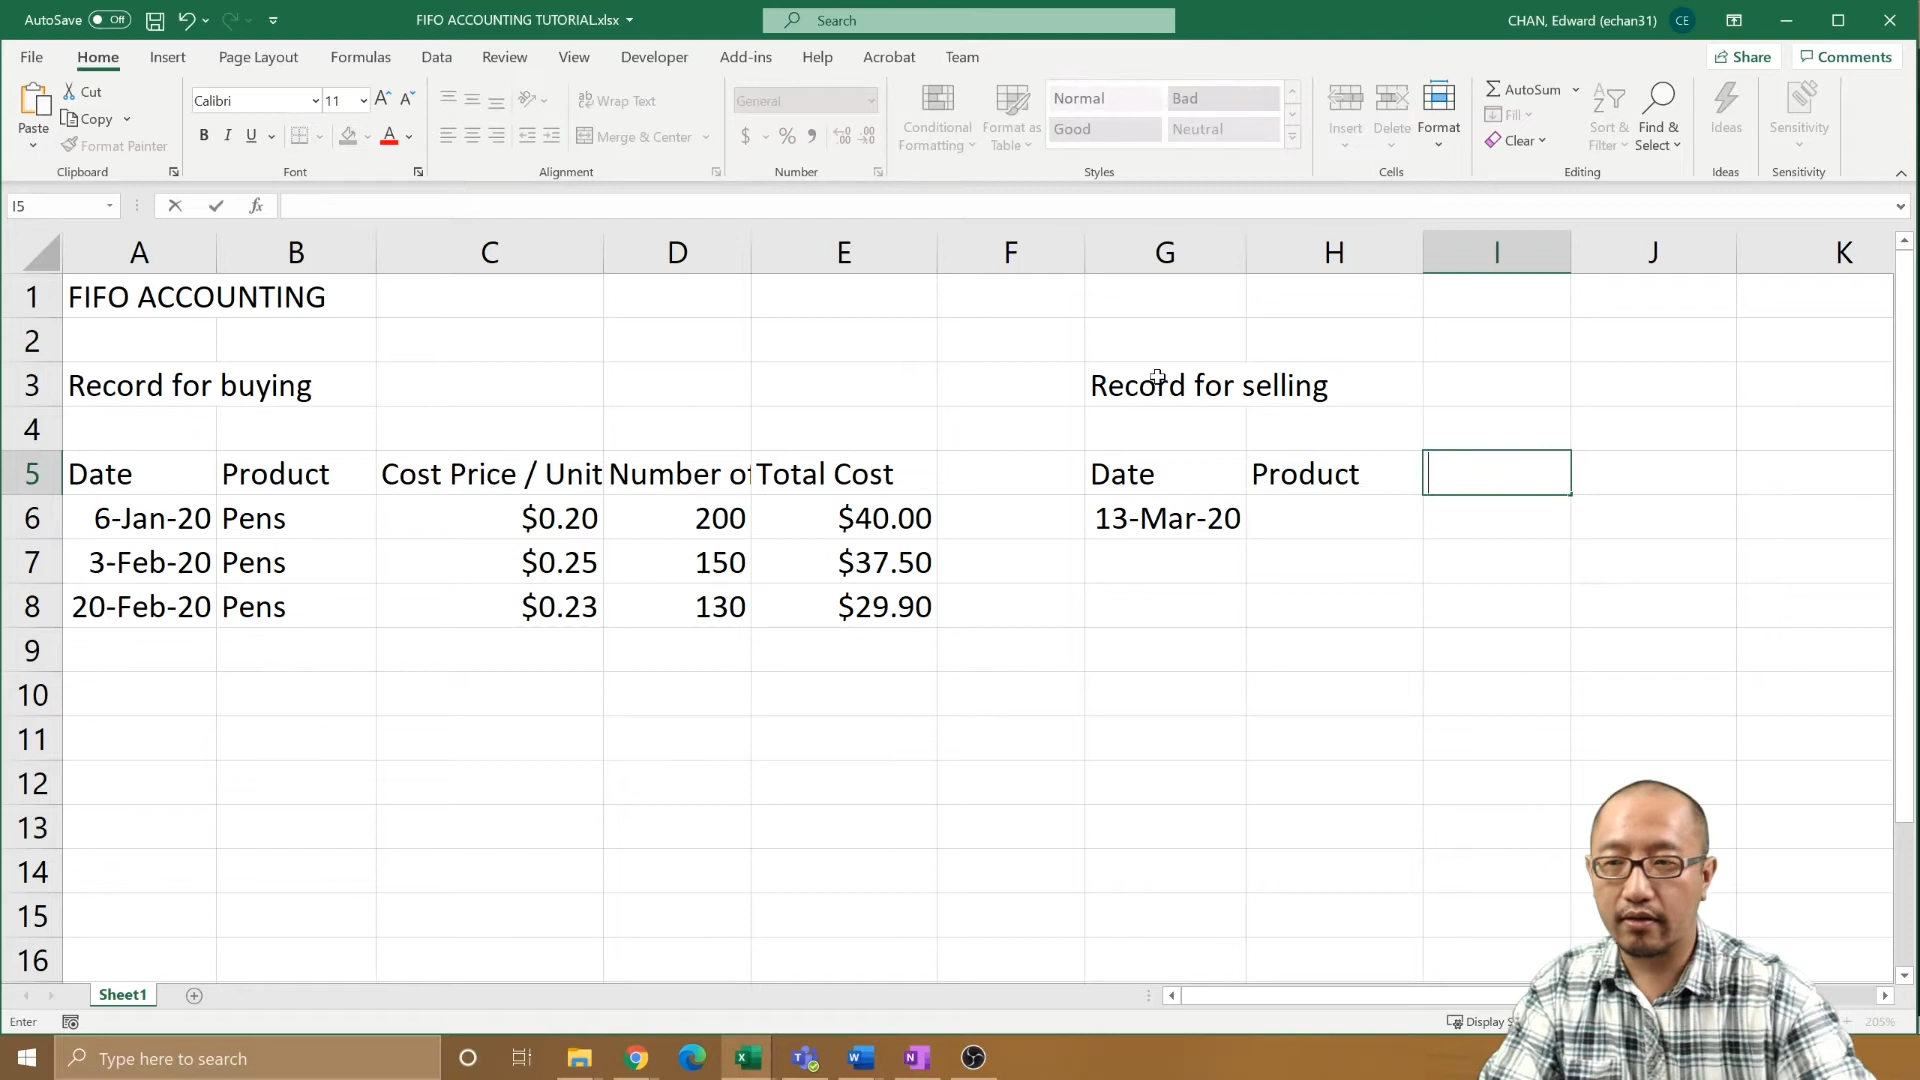 AutoSave Off FIFO ACCOUNTING TUTORIAL.xlsx Search CHAN, Edward (echan31) CE
File Home Insert Page Layout Formulas Data Review View Developer Add-ins Help Acrobat Team Share Comments
Paste Cut Copy Format Painter Clipboard
Calibri 11 B I U A Font
Wrap Text Merge & Center Alignment
General $ % Number
Conditional Formatting Format as Table Normal Bad Good Neutral Styles
Insert Delete Format Cells
AutoSum Fill Clear Sort & Filter Find & Select Editing
Ideas Ideas
Sensitivity Sensitivity
I5 fx
A B C D E F G H I J K
1 FIFO ACCOUNTING
2
3 Record for buying Record for selling
4
5 Date Product Cost Price / Unit Number of Total Cost Date Product
6 6-Jan-20 Pens $0.20 200 $40.00 13-Mar-20
7 3-Feb-20 Pens $0.25 150 $37.50
8 20-Feb-20 Pens $0.23 130 $29.90
9
10
11
12
13
14
15
16
Sheet1
Enter Display 205%
Type here to search